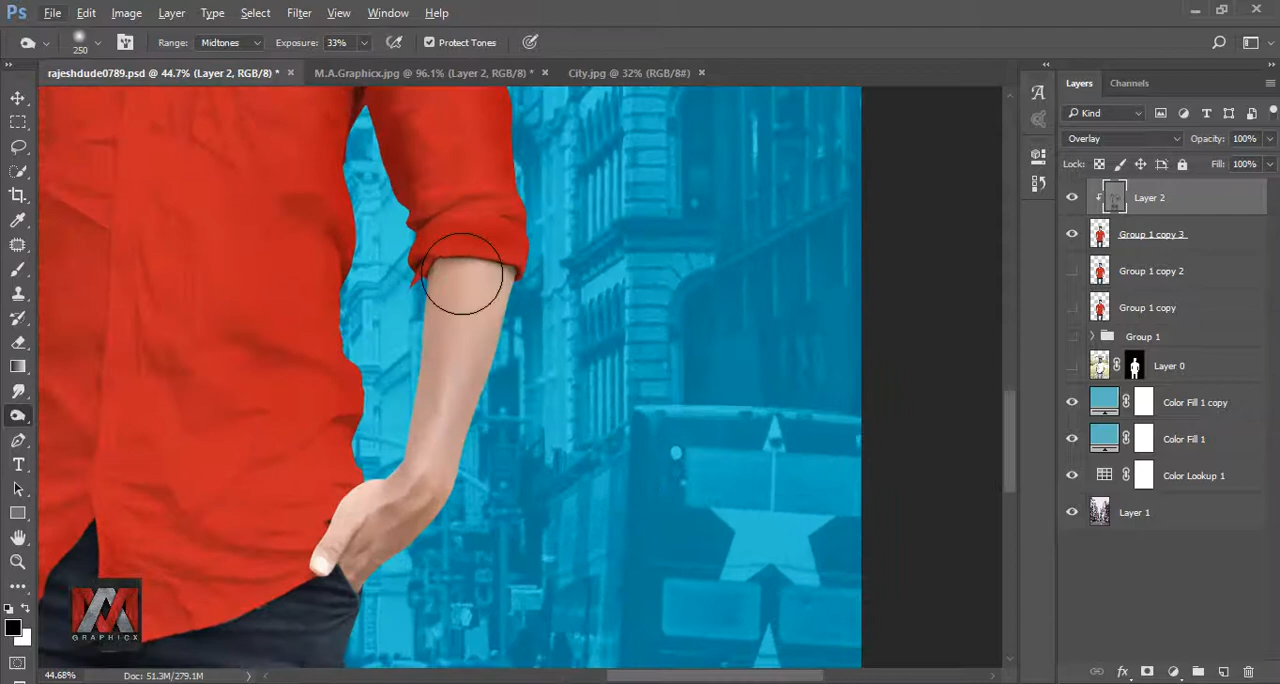 Ps File Edit Image Layer Type Select Filter View Window Help
250 Range: Midtones Exposure: 33% Protect Tones
rajeshdude0789.psd @ 44.7% (Layer 2, RGB/8) * × M.A.Graphicx.jpg @ 96.1% (Layer 2, RGB/8) * × City.jpg @ 32% (RGB/8#) ×
Layers Channels
Kind
Overlay Opacity: 100%
Lock: Fill: 100%
Layer 2
Group 1 copy 3
Group 1 copy 2
Group 1 copy
Group 1
Layer 0
Color Fill 1 copy
Color Fill 1
Color Lookup 1
Layer 1
GRAPHICX
44.68% Doc: 51.3M/279.1M